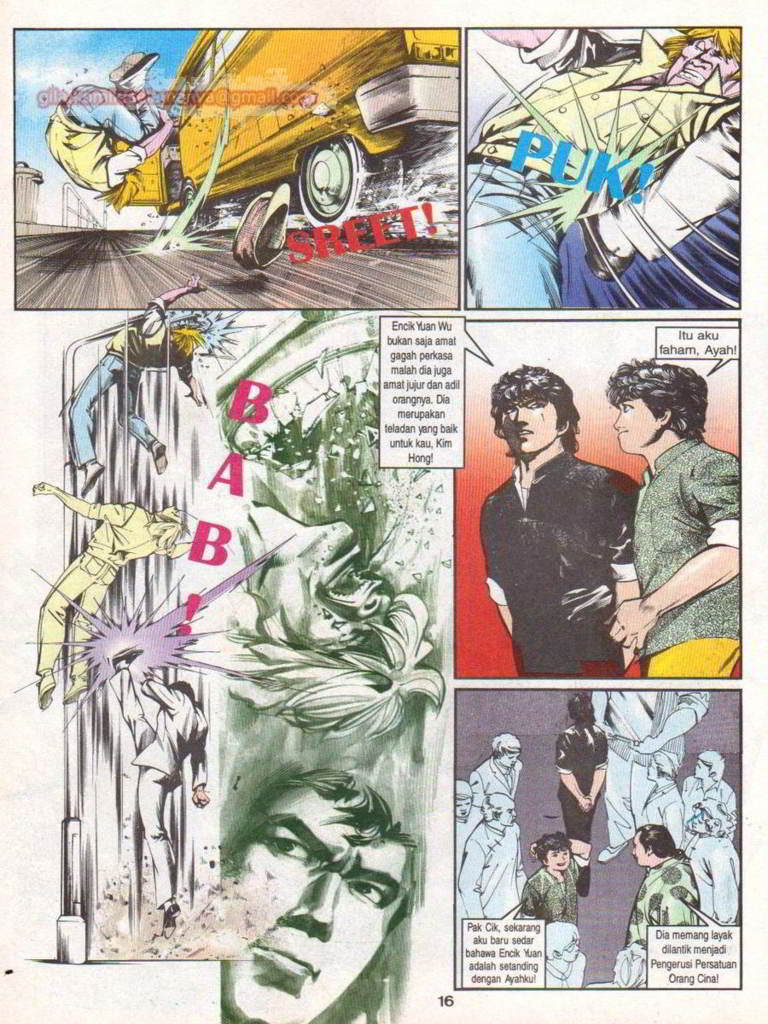 SREET!
PUK!
BAB!
Encik Yuan Wu
bukan saja amat
gagah perkasa
malah dia juga
amat jujur dan adil
orangnya. Dia
merupakan
teladan yang baik
untuk kau, Kim
Hong!
Itu aku
faham, Ayah!
Pak Cik, sekarang
aku baru sedar
bahawa Encik Yuan
adalah setanding
dengan Ayahku!
Dia memang layak
dilantik menjadi
Pengerusi Persatuan
Orang Cina!
16